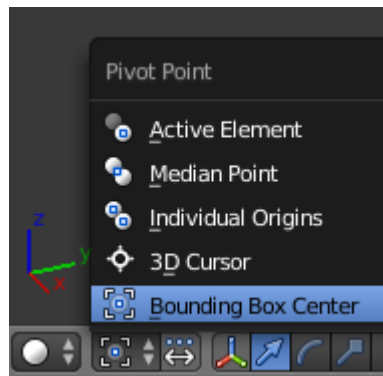 Pivot Point
Active Element
Median Point
Individual Origins
3D Cursor
Bounding Box Center
z
y
x